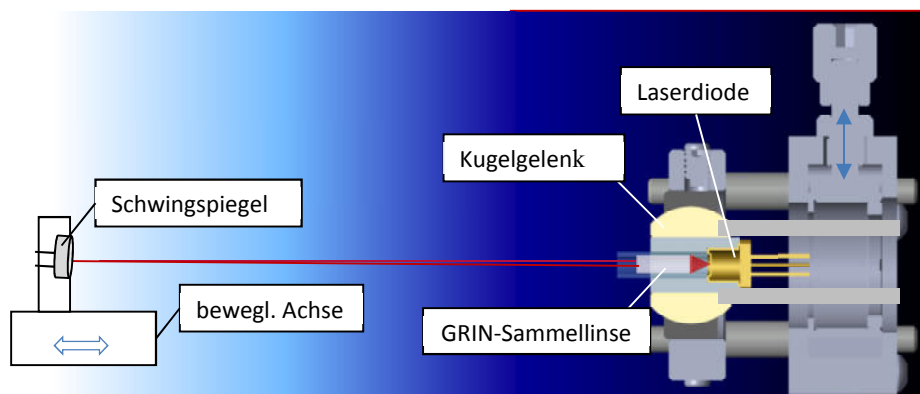 Laserdiode
Kugelgelenk
Schwingspiegel
bewegl. Achse
GRIN-Sammellinse